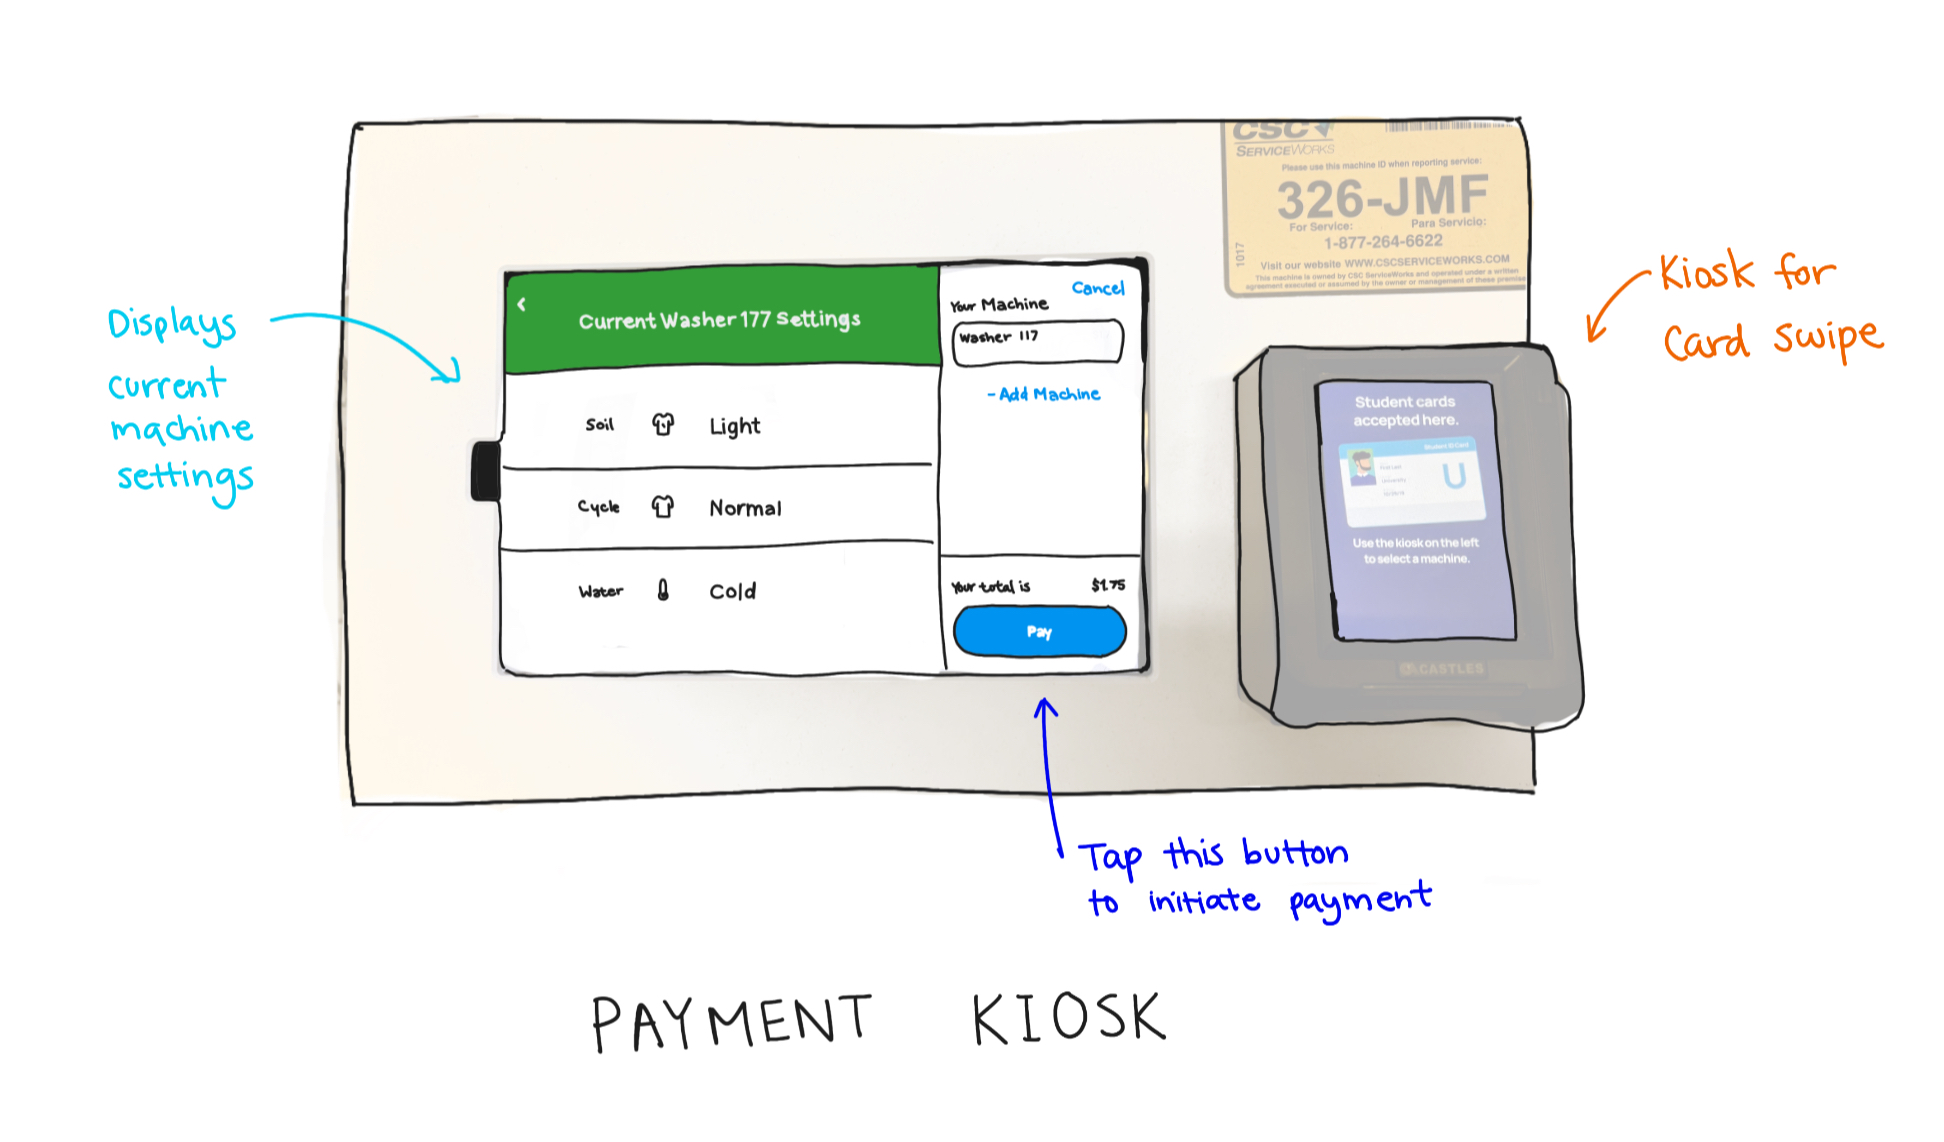 CSC
SERVICEWORKS
Please use this machine ID when reporting service:
326-JMF
For Service: Para Servicio:
1-877-264-6622
1017
Visit our website WWW.CSCSERVICEWORKS.COM
This machine is owned by CSC ServiceWorks and operated under a written
agreement executed or assumed by the owner or management of these premises
Displays
current
machine
settings
<
Current Washer 177 Settings
Soil Light
Cycle Normal
Water Cold
Cancel
Your Machine
Washer 117
- Add Machine
Your total is $1.75
Pay
Kiosk for
Card swipe
Student cards
accepted here.
Student ID Card
University
U
Use the kiosk on the left
to select a machine.
CASTLES
Tap this button
to initiate payment
PAYMENT KIOSK